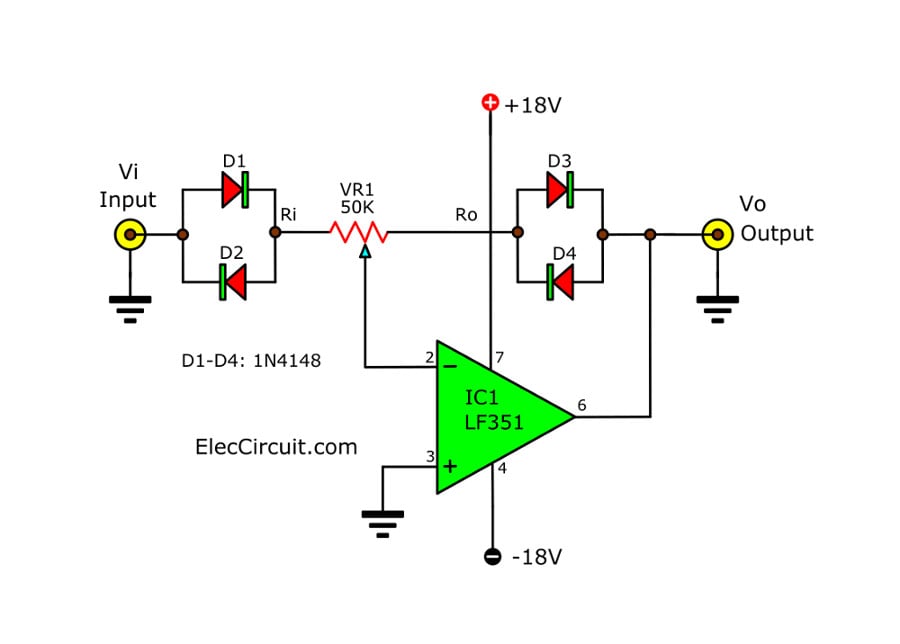 +18V
Vi
Input
D1
D2
Ri
VR1
50K
Ro
D3
D4
Vo
Output
D1-D4: 1N4148
2
−
7
IC1
LF351
6
3
+
4
ElecCircuit.com
-18V